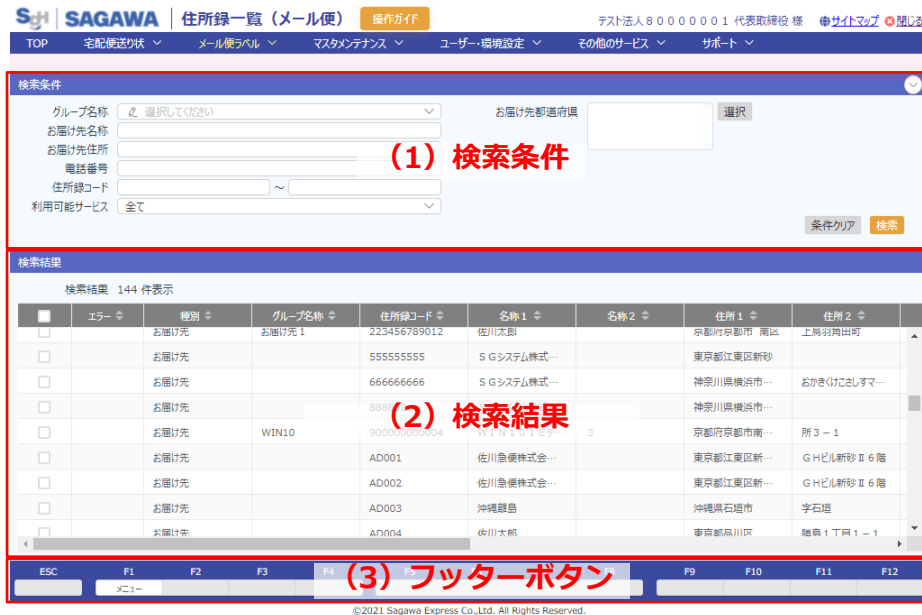 SGH SAGAWA 住所録一覧（メール便） 操作ガイド テスト法人８０００００００１ 代表取締役 様 サイトマップ 閉じる
TOP 宅配便送り状 メール便ラベル マスタメンテナンス ユーザー・環境設定 その他のサービス サポート
検索条件
グループ名称 選択してください お届け先都道府県 選択
お届け先名称
お届け先住所
（1）検索条件
電話番号
住所録コード ～
利用可能サービス 全て
条件クリア 検索
検索結果
検索結果 144 件表示
エラー 種別 グループ名称 住所録コード 名称１ 名称２ 住所１ 住所２
お届け先 お届け先１ 223456789012 佐川太郎 京都府京都市 南区 上鳥羽角田町
お届け先 555555555 ＳＧシステム株式… 東京都江東区新砂
お届け先 666666666 ＳＧシステム株式… 神奈川県横浜市… おかきくけこさしすマ…
お届け先 神奈川県横浜市…
（2）検索結果
お届け先 WIN10 900000000004 3 京都府京都市南… 所３－１
お届け先 AD001 佐川急便株式会… 東京都江東区新… ＧＨビル新砂Ⅱ６階
お届け先 AD002 佐川急便株式会… 東京都江東区新… ＧＨビル新砂Ⅱ６階
お届け先 AD003 沖縄離島 沖縄県石垣市 字石垣
お届け先 AD004 佐川太郎 東京都品川区 勝島１丁目１－１
ESC F1 F2 F3 F4 F9 F10 F11 F12
（3）フッターボタン
メニュー
©2021 Sagawa Express Co.,Ltd. All Rights Reserved.